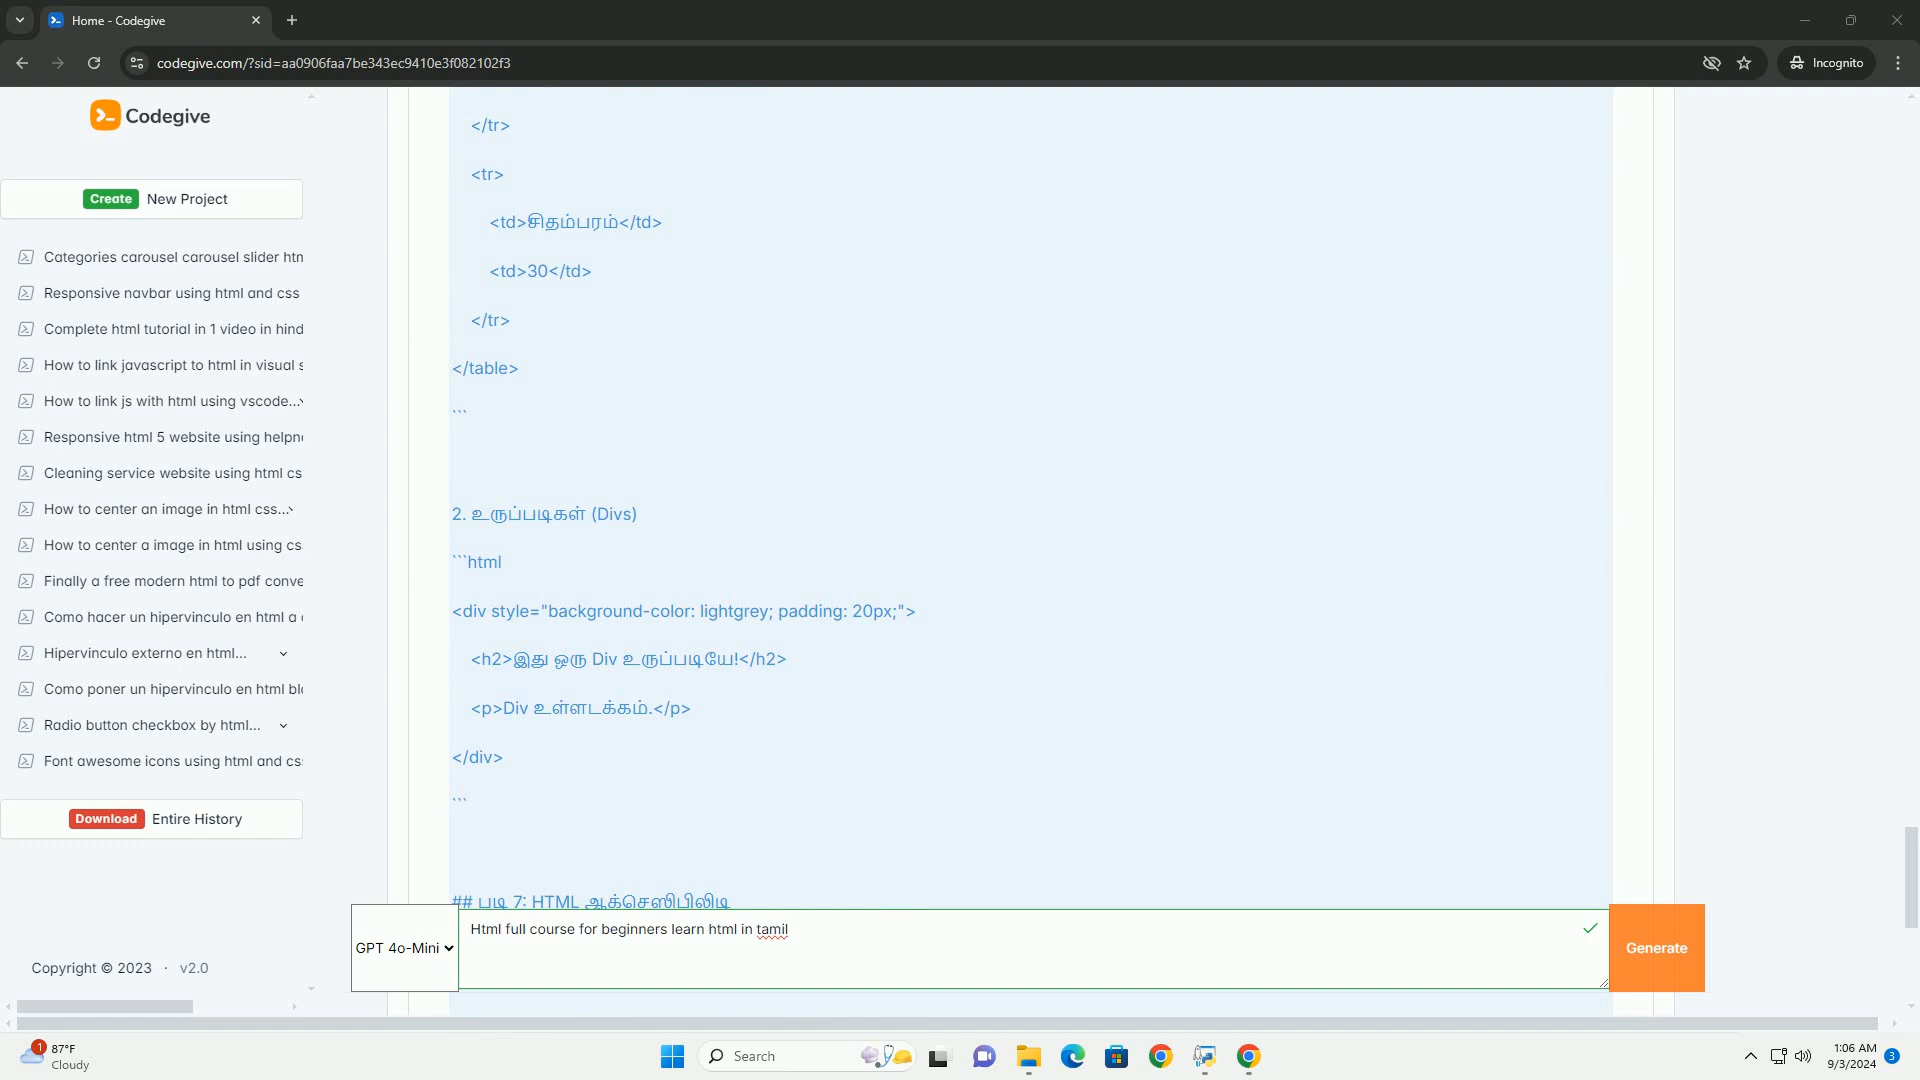 Home - Codegive
codegive.com/?sid=aa0906faa7be343ec9410e3f082102f3
Incognito
Codegive
Create New Project
Categories carousel carousel slider htm
Responsive navbar using html and css
Complete html tutorial in 1 video in hind
How to link javascript to html in visual s
How to link js with html using vscode...
Responsive html 5 website using helpn
Cleaning service website using html cs
How to center an image in html css...
How to center a image in html using cs
Finally a free modern html to pdf conve
Como hacer un hipervinculo en html a
Hipervinculo externo en html...
Como poner un hipervinculo en html bl
Radio button checkbox by html...
Font awesome icons using html and cs
Download Entire History
Copyright © 2023 · v2.0
</tr>
<tr>
<td>சிதம்பரம்</td>
<td>30</td>
</tr>
</table>
```
2. உருப்படிகள் (Divs)
```html
<div style="background-color: lightgrey; padding: 20px;">
<h2>இது ஒரு Div உருப்படியே!</h2>
<p>Div உள்ளடக்கம்.</p>
</div>
```
## படி 7: HTML ஆக்செஸிபிலிடி
GPT 4o-Mini
Html full course for beginners learn html in tamil
Generate
1
87°F
Cloudy
Search
1:06 AM
9/3/2024
3